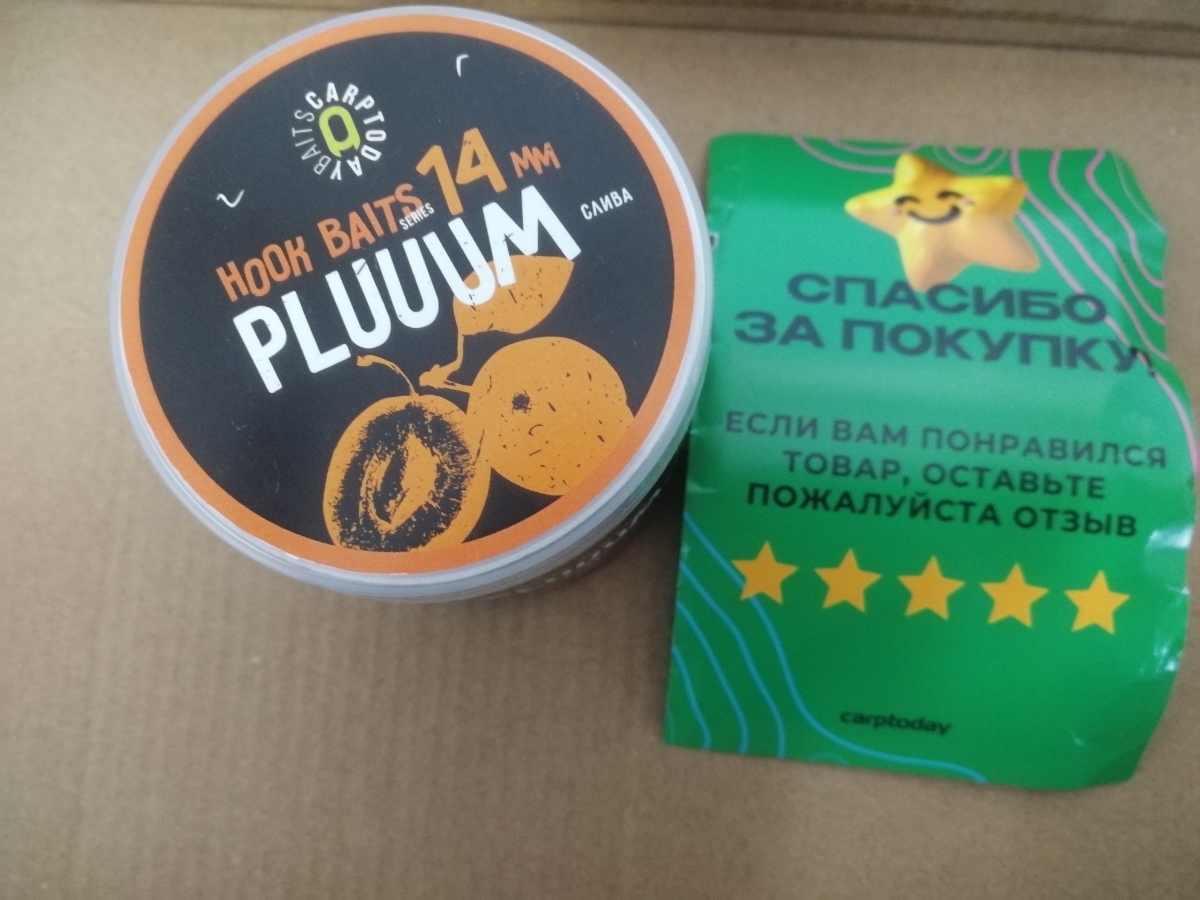 CARPTODAY BAITS
HOOK BAITS SERIES 14 MM
PLUUUM СЛИВА
СПАСИБО
ЗА ПОКУПКУ!
ЕСЛИ ВАМ ПОНРАВИЛСЯ
ТОВАР, ОСТАВЬТЕ
ПОЖАЛУЙСТА ОТЗЫВ
carptoday